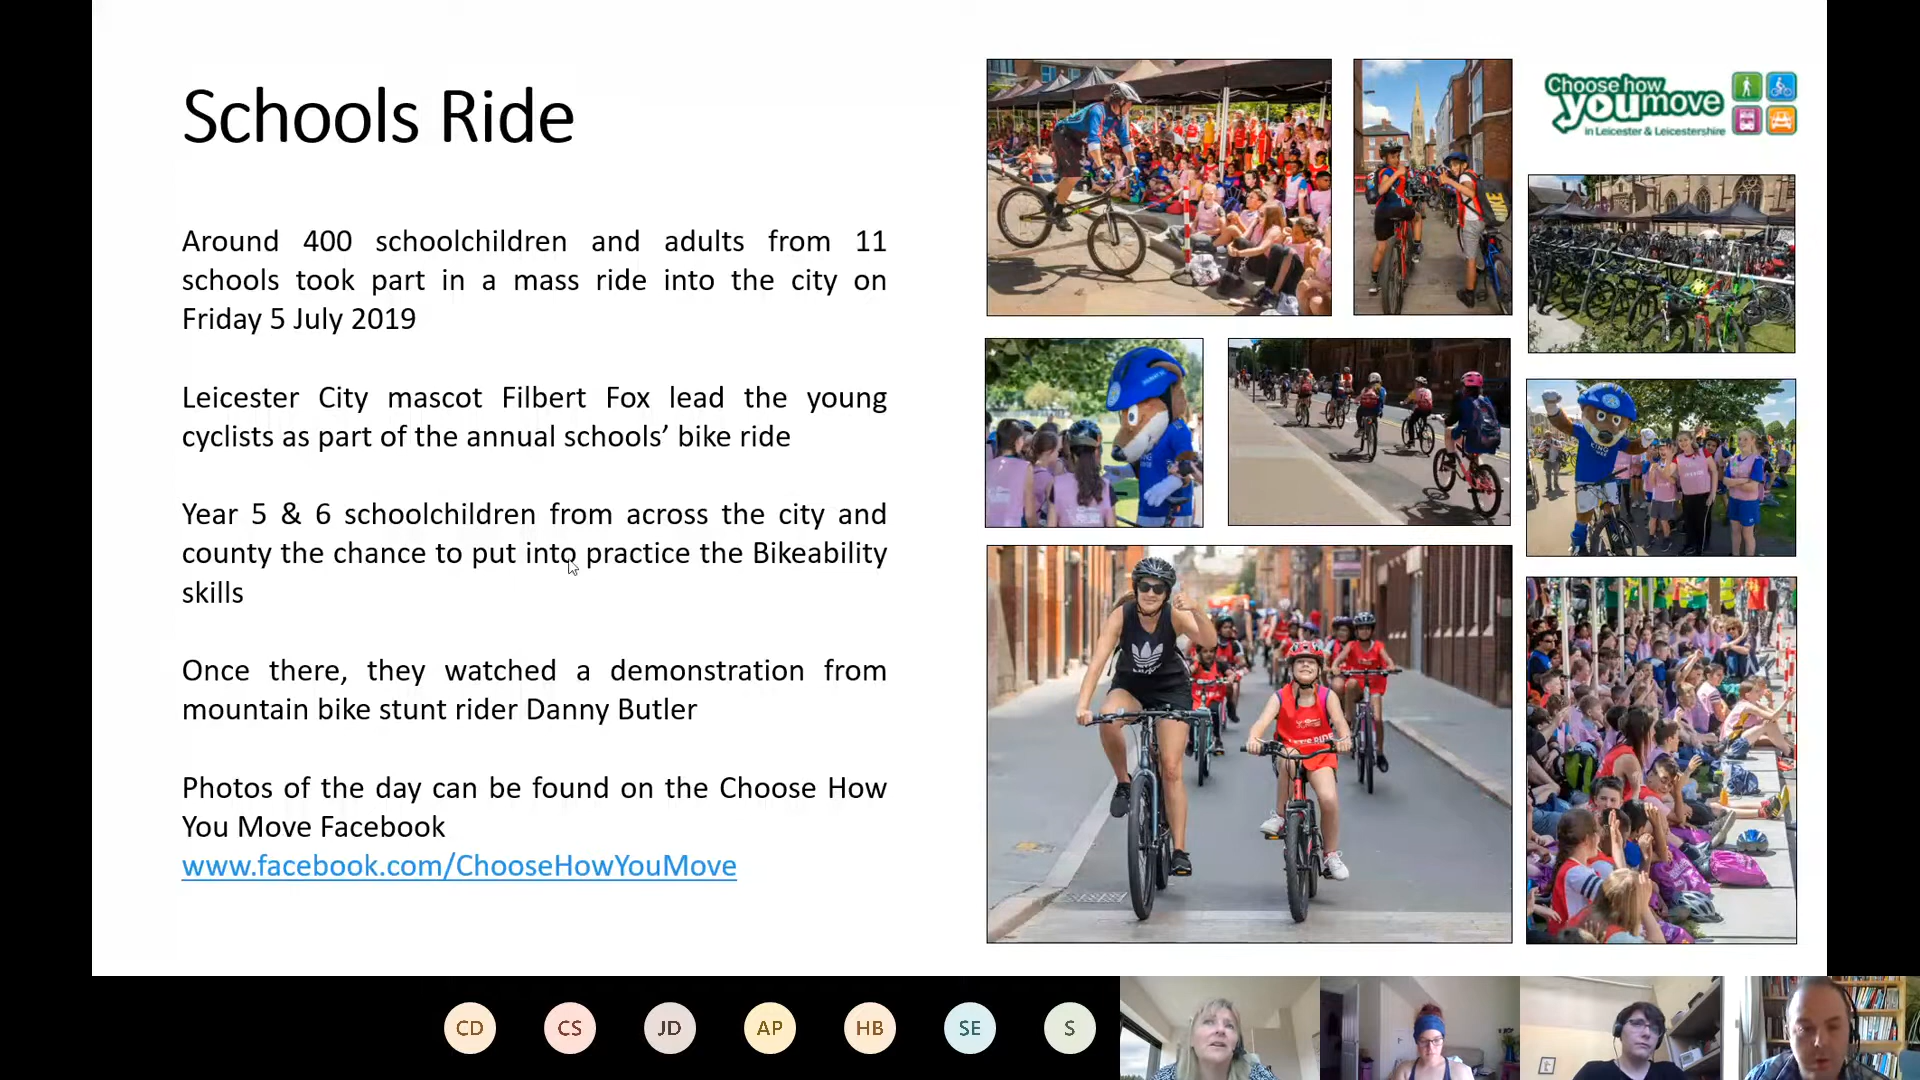 Schools Ride
Around 400 schoolchildren and adults from 11
schools took part in a mass ride into the city on
Friday 5 July 2019
Leicester City mascot Filbert Fox lead the young
cyclists as part of the annual schools’ bike ride
Year 5 & 6 schoolchildren from across the city and
county the chance to put into practice the Bikeability
skills
Once there, they watched a demonstration from
mountain bike stunt rider Danny Butler
Photos of the day can be found on the Choose How
You Move Facebook
www.facebook.com/ChooseHowYouMove
Choose how
youmove
in Leicester & Leicestershire
BIKE
LET'S RIDE
CD
CS
JD
AP
HB
SE
S